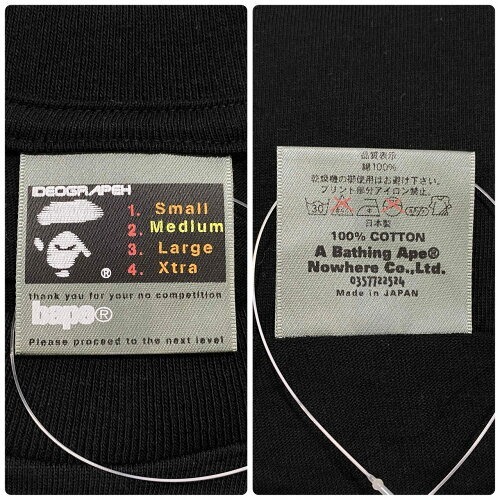 IDEOGRAPEH
1. Small
2. Medium
3. Large
4. Xtra
®
thank you for your no competition
bape®
Please proceed to the next level
品質表示
綿100%
乾燥機の御使用はお避け下さい。
プリント部分アイロン禁止。
30
日本製
100% COTTON
A Bathing Ape®
Nowhere Co.,Ltd.
0357722524
Made in JAPAN